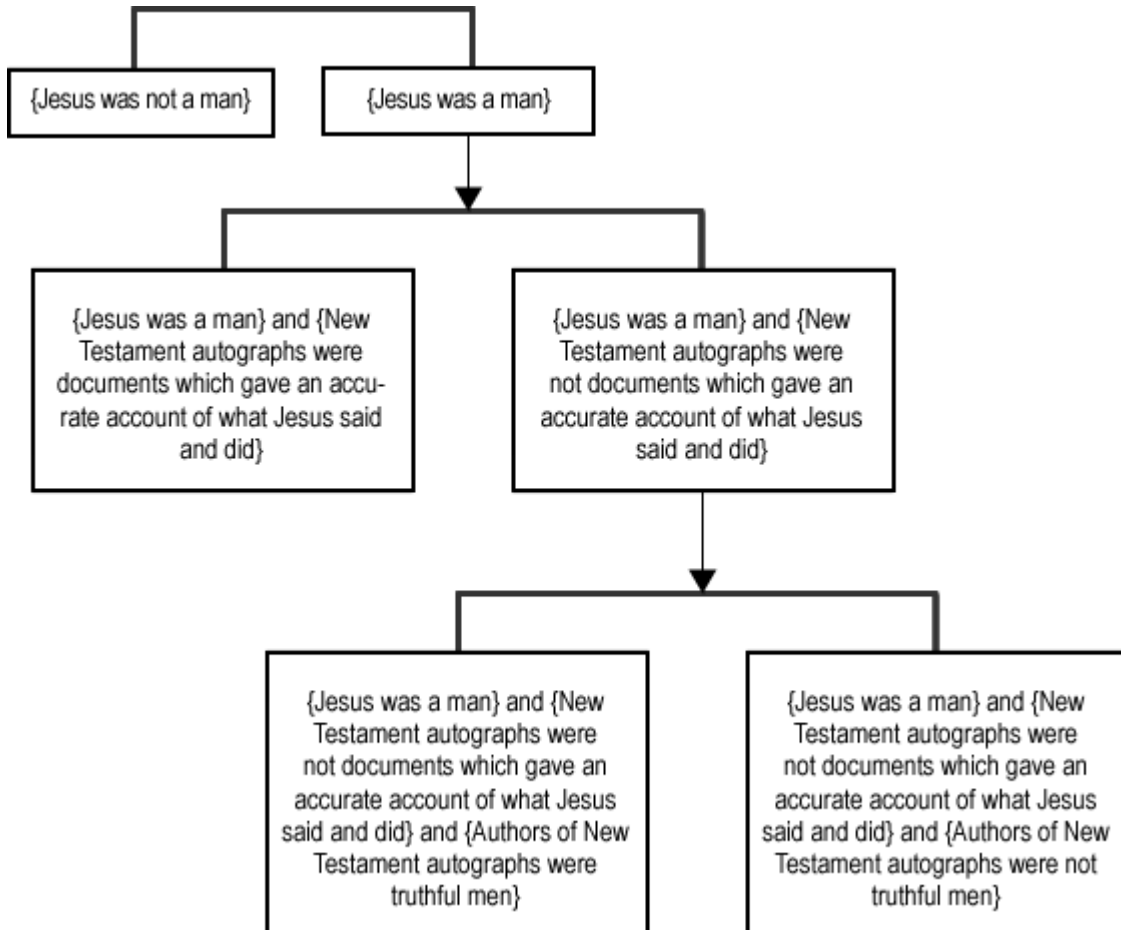 {Jesus was not a man}
{Jesus was a man}
{Jesus was a man} and {New
Testament autographs were
documents which gave an accu-
rate account of what Jesus said
and did}
{Jesus was a man} and {New
Testament autographs were
not documents which gave an
accurate account of what Jesus
said and did}
{Jesus was a man} and {New
Testament autographs were
not documents which gave an
accurate account of what Jesus
said and did} and {Authors of New
Testament autographs were
truthful men}
{Jesus was a man} and {New
Testament autographs were
not documents which gave an
accurate account of what Jesus
said and did} and {Authors of New
Testament autographs were not
truthful men}